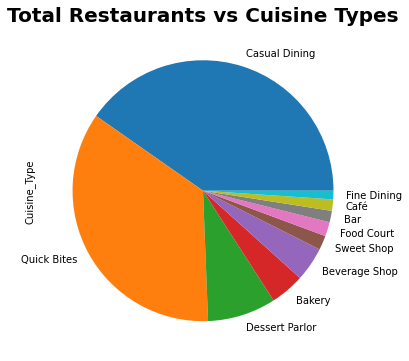 Total Restaurants vs Cuisine Types
Casual Dining
Cuisine_Type
Quick Bites
Dessert Parlor
Bakery
Beverage Shop
Sweet Shop
Food Court
Bar
Café
Fine Dining